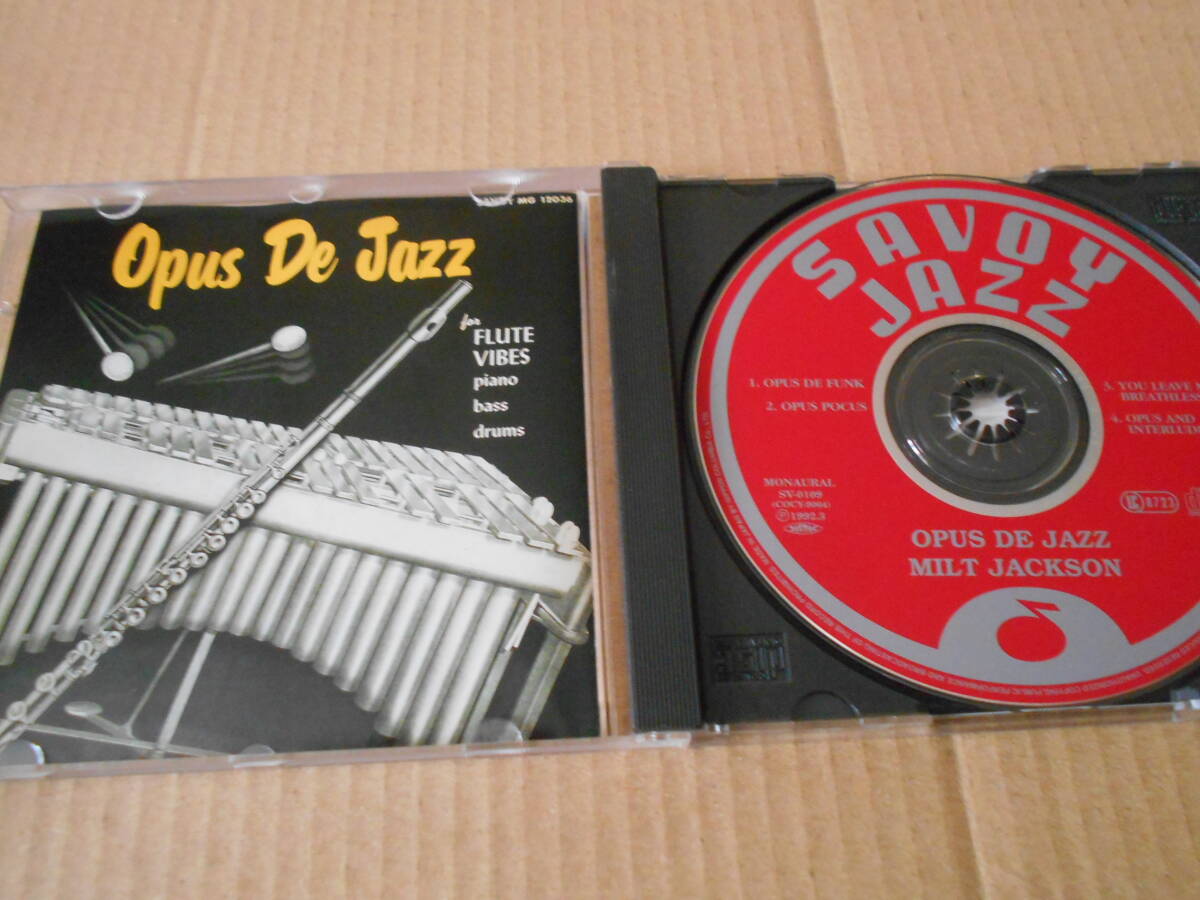 SAVOY MG 12036
Opus De Jazz
for
FLUTE
VIBES
piano
bass
drums
SAVOY
JAZZ
1. OPUS DE FUNK
2. OPUS POCUS
3. YOU LEAVE
BREATHLESS
4. OPUS AND
INTERLUDE
MONAURAL
SV-0109
(COCY-9004)
Ⓟ1992.3
K 8722
OPUS DE JAZZ
MILT JACKSON